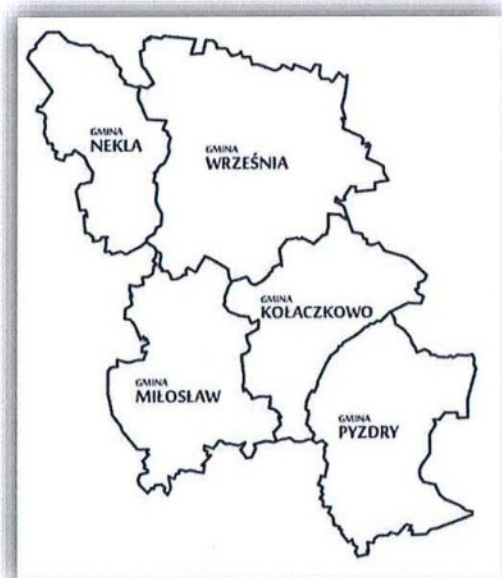 GMINA
NEKLA
GMINA
WRZEŚNIA
GMINA
KOŁACZKOWO
GMINA
MIŁOSŁAW
GMINA
PYZDRY